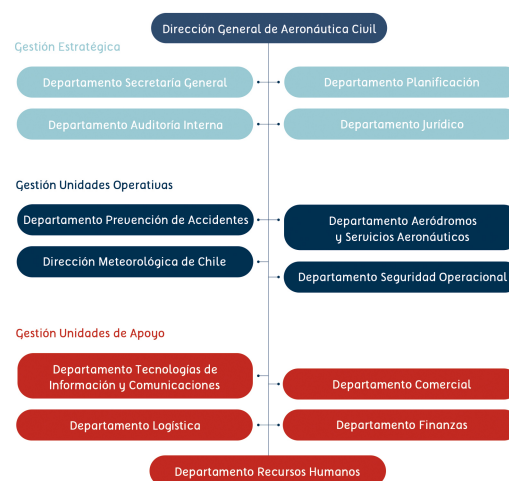 Dirección General de Aeronáutica Civil
Gestión Estratégica
Departamento Secretaría General
Departamento Planificación
Departamento Auditoría Interna
Departamento Jurídico
Gestión Unidades Operativas
Departamento Prevención de Accidentes
Departamento Aeródromos
y Servicios Aeronáuticos
Dirección Meteorológica de Chile
Departamento Seguridad Operacional
Gestión Unidades de Apoyo
Departamento Tecnologías de
Información y Comunicaciones
Departamento Comercial
Departamento Logística
Departamento Finanzas
Departamento Recursos Humanos